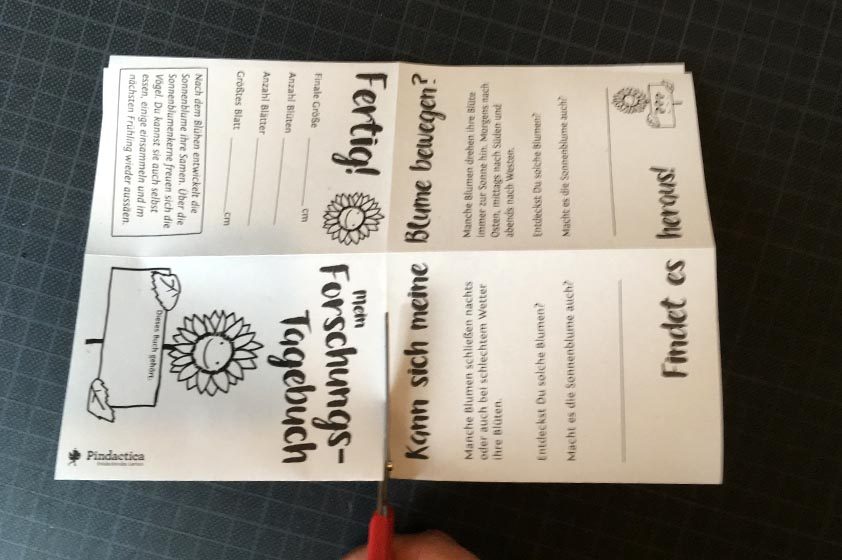 Mein
Forschungs-
Tagebuch
Dieses Buch gehört:
Pindactica
Fertig!
Finale Größe cm
Anzahl Blüten
Anzahl Blätter
Größtes Blatt cm
Nach dem Blühen entwickelt die
Sonnenblume ihre Samen. Über die
Sonnenblumenkerne freuen sich die
Vögel. Du kannst sie auch selbst
essen, einige einsammeln und im
nächsten Frühling wieder aussäen.
Kann sich meine Blume bewegen?
Manche Blumen schließen nachts
oder auch bei schlechtem Wetter
ihre Blüten.
Entdeckst Du solche Blumen?
Macht es die Sonnenblume auch?
Manche Blumen drehen ihre Blüte
immer zur Sonne hin. Morgens nach
Osten, mittags nach Süden und
abends nach Westen.
Entdeckst Du solche Blumen?
Macht es die Sonnenblume auch?
Findet es heraus!